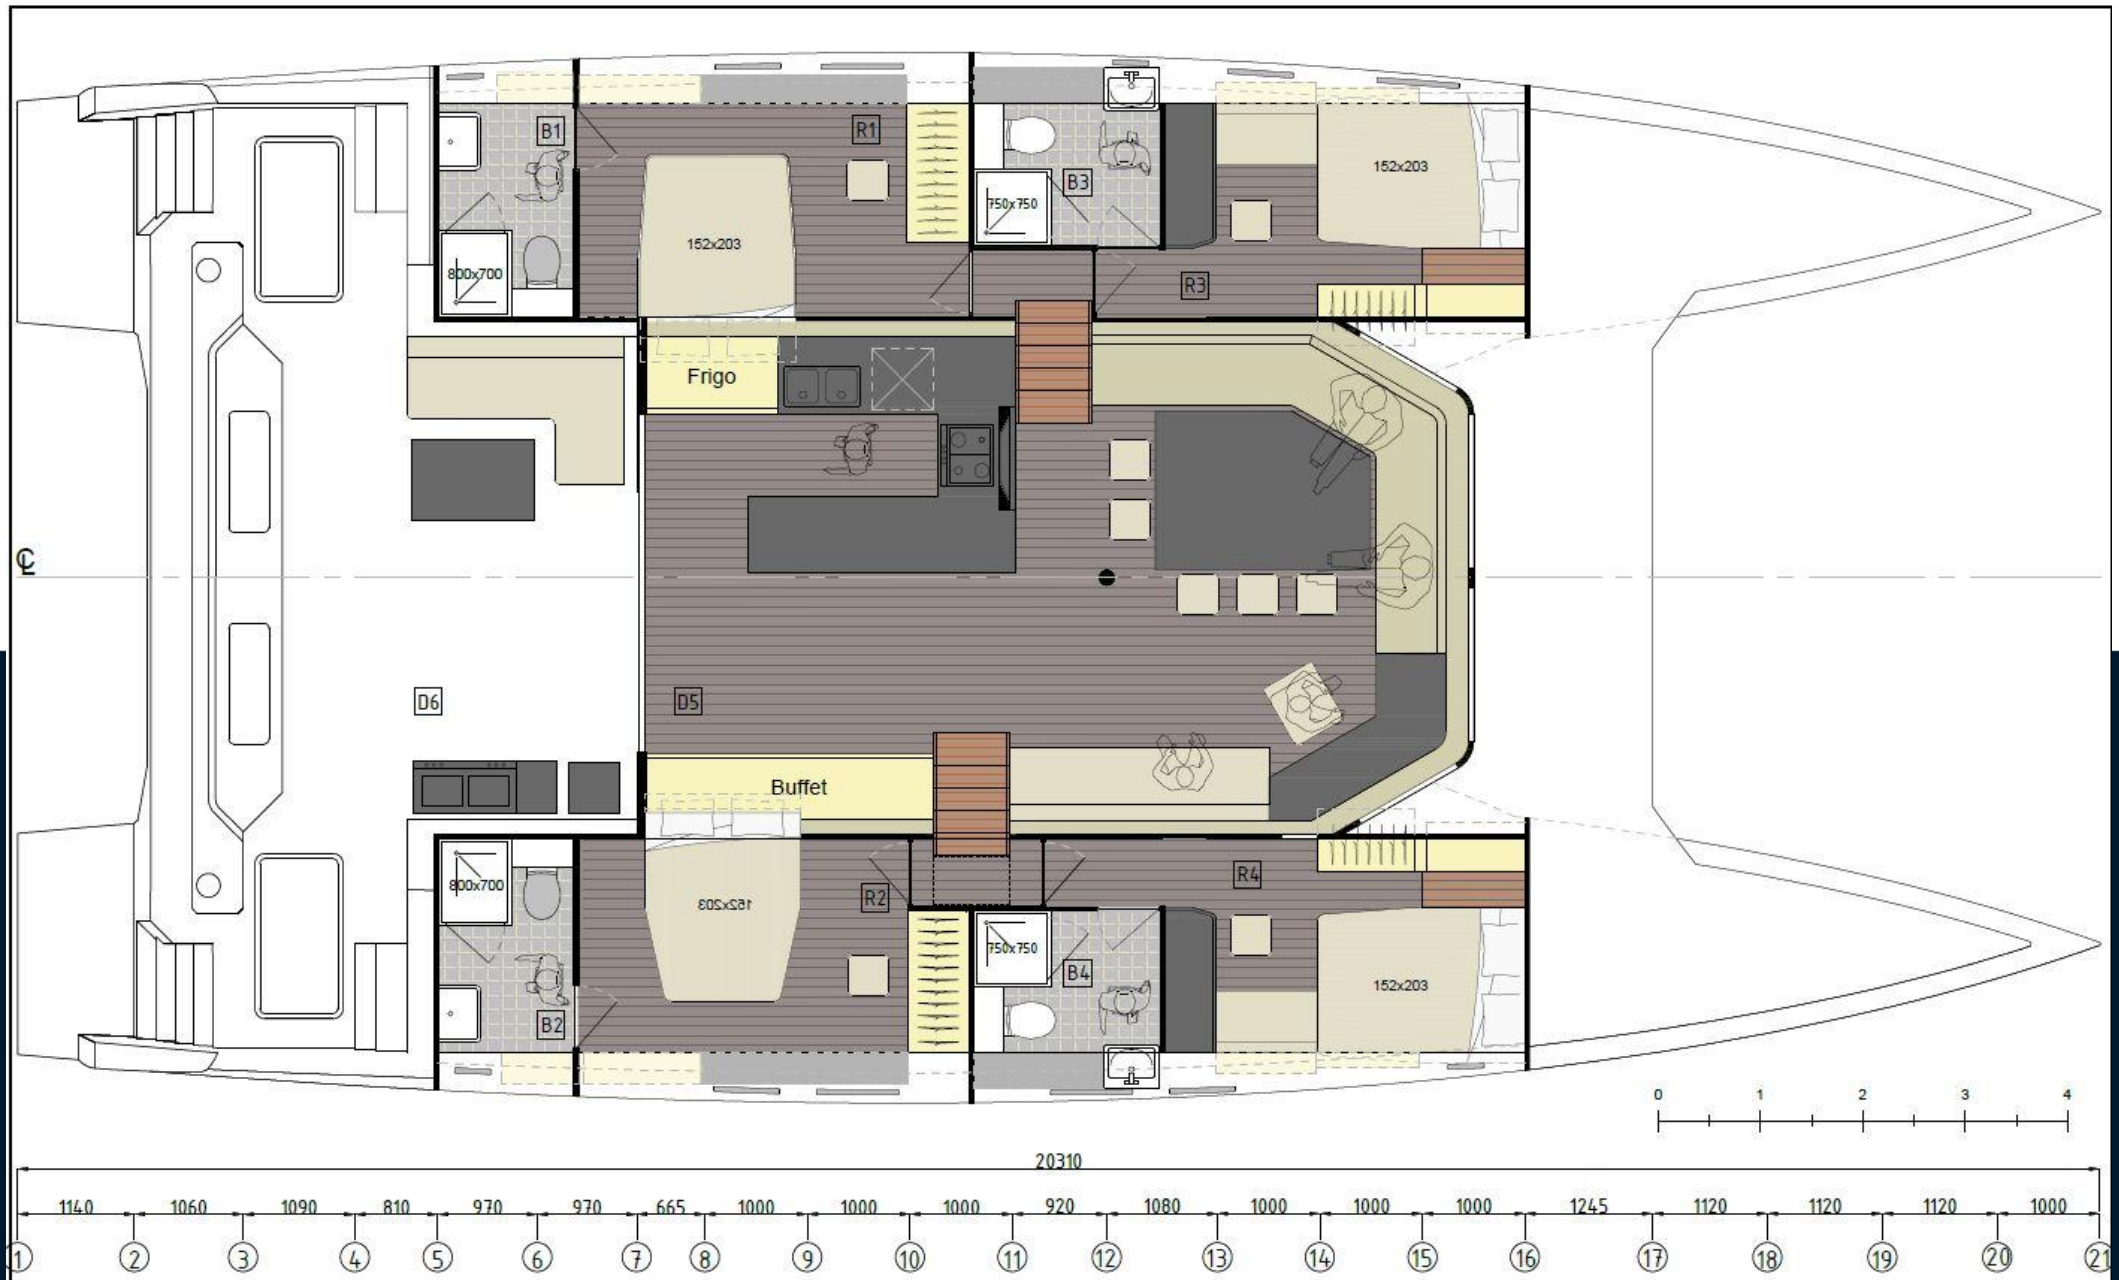 B1
R1
152x203
800x700
B3
750x750
152x203
R3
Frigo
℄
D6
D5
Buffet
800x700
152x203
R2
R4
B2
750x750
B4
152x203
0 1 2 3 4
20310
1140 1060 1090 810 970 970 665 1000 1000 1000 920 1080 1000 1000 1000 1245 1120 1120 1120 1000
1 2 3 4 5 6 7 8 9 10 11 12 13 14 15 16 17 18 19 20 21